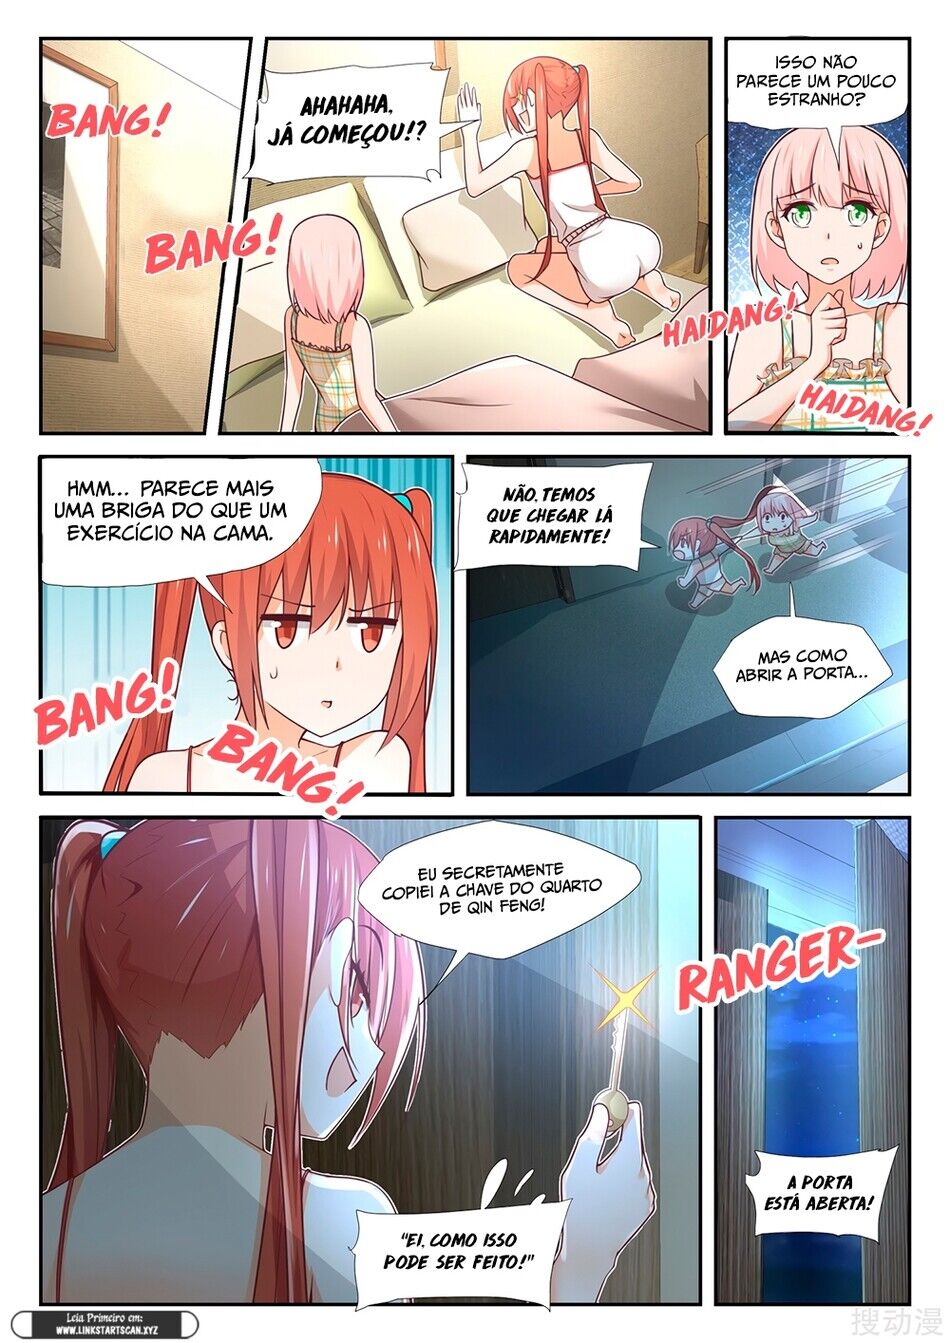 BANG!
BANG!
AHAHAHA,
JÁ COMEÇOU!?
ISSO NÃO
PARECE UM POUCO
ESTRANHO?
HAIDANG!
HAIDANG!
HMM... PARECE MAIS
UMA BRIGA DO QUE UM
EXERCÍCIO NA CAMA.
BANG!
BANG!
NÃO, TEMOS
QUE CHEGAR LÁ
RAPIDAMENTE!
MAS COMO
ABRIR A PORTA...
EU SECRETAMENTE
COPIEI A CHAVE DO QUARTO
DE QIN FENG!
"EI, COMO ISSO
PODE SER FEITO!"
RANGER-
A PORTA
ESTÁ ABERTA!
Leia Primeiro em:
WWW.LINKSTARTSCAN.XYZ
搜动漫